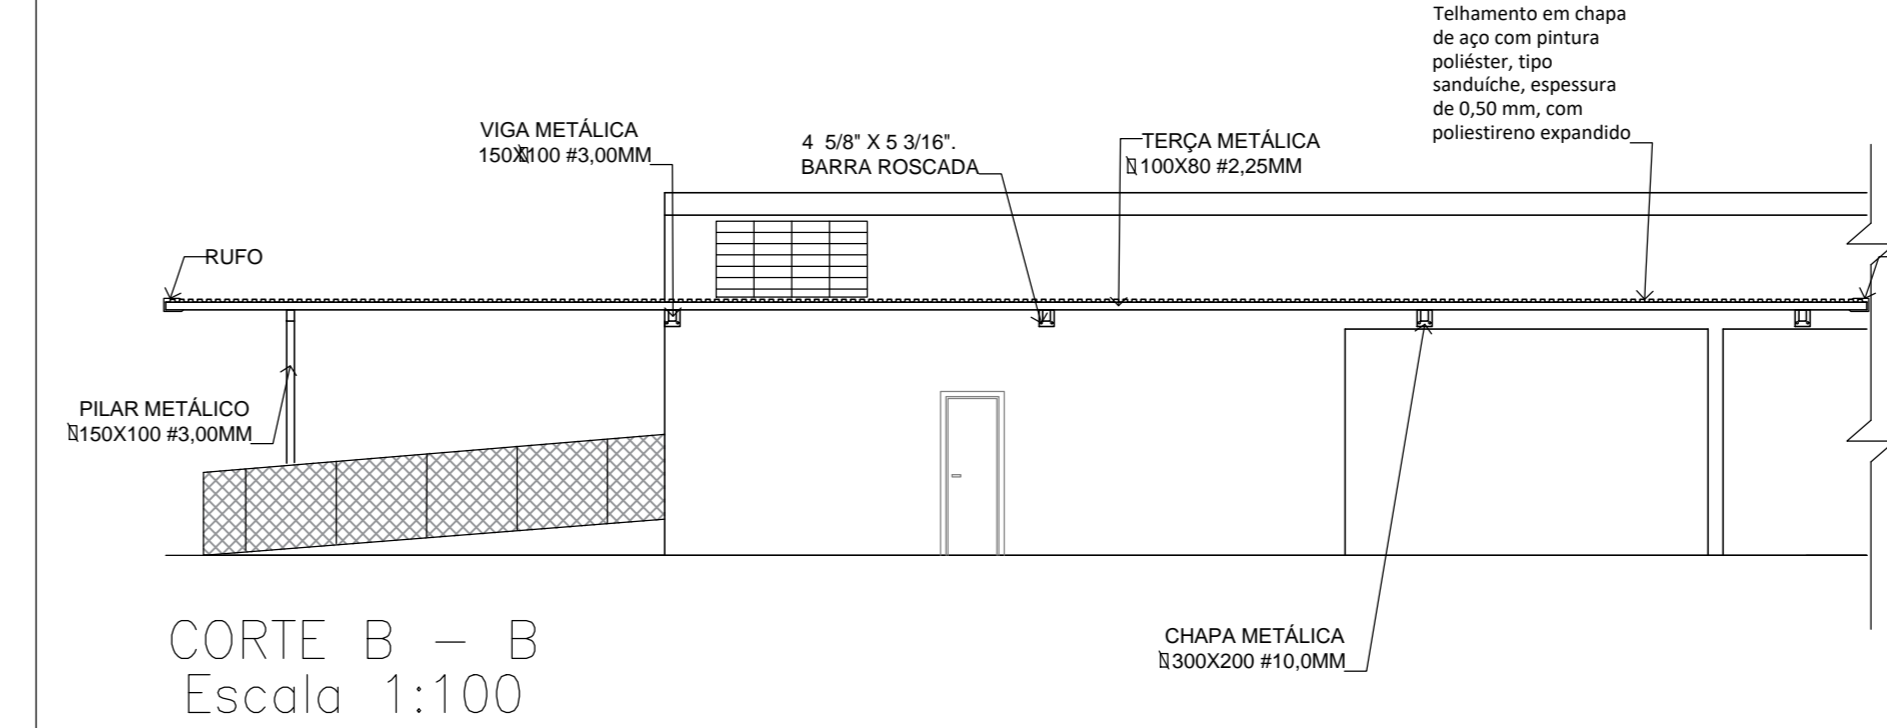 Telhamento em chapa
de aço com pintura
poliéster, tipo
sanduíche, espessura
de 0,50 mm, com
poliestireno expandido
VIGA METÁLICA
150X100 #3,00MM
4 5/8" X 5 3/16".
BARRA ROSCADA
TERÇA METÁLICA
100X80 #2,25MM
RUFO
PILAR METÁLICO
150X100 #3,00MM
CHAPA METÁLICA
300X200 #10,0MM
CORTE B - B
Escala 1:100